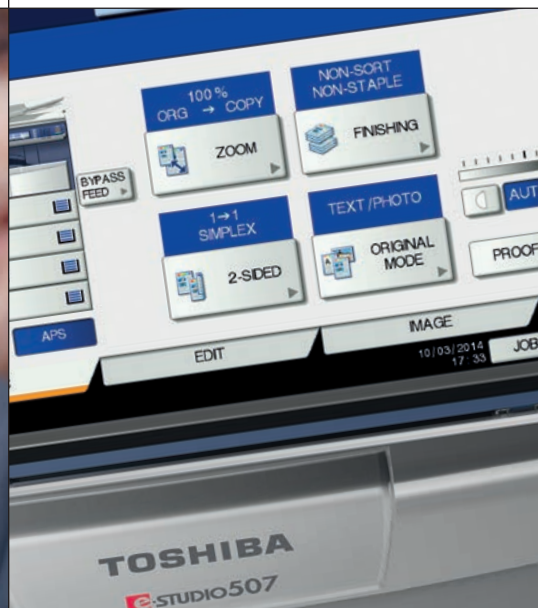 100 %
ORG → COPY
ZOOM
NON-SORT
NON-STAPLE
FINISHING
BYPASS
FEED
1→1
SIMPLEX
2-SIDED
TEXT/PHOTO
ORIGINAL
MODE
AUT
PROOF
APS
EDIT
IMAGE
10/03/2014
17:33
JOB
TOSHIBA
e-STUDIO507